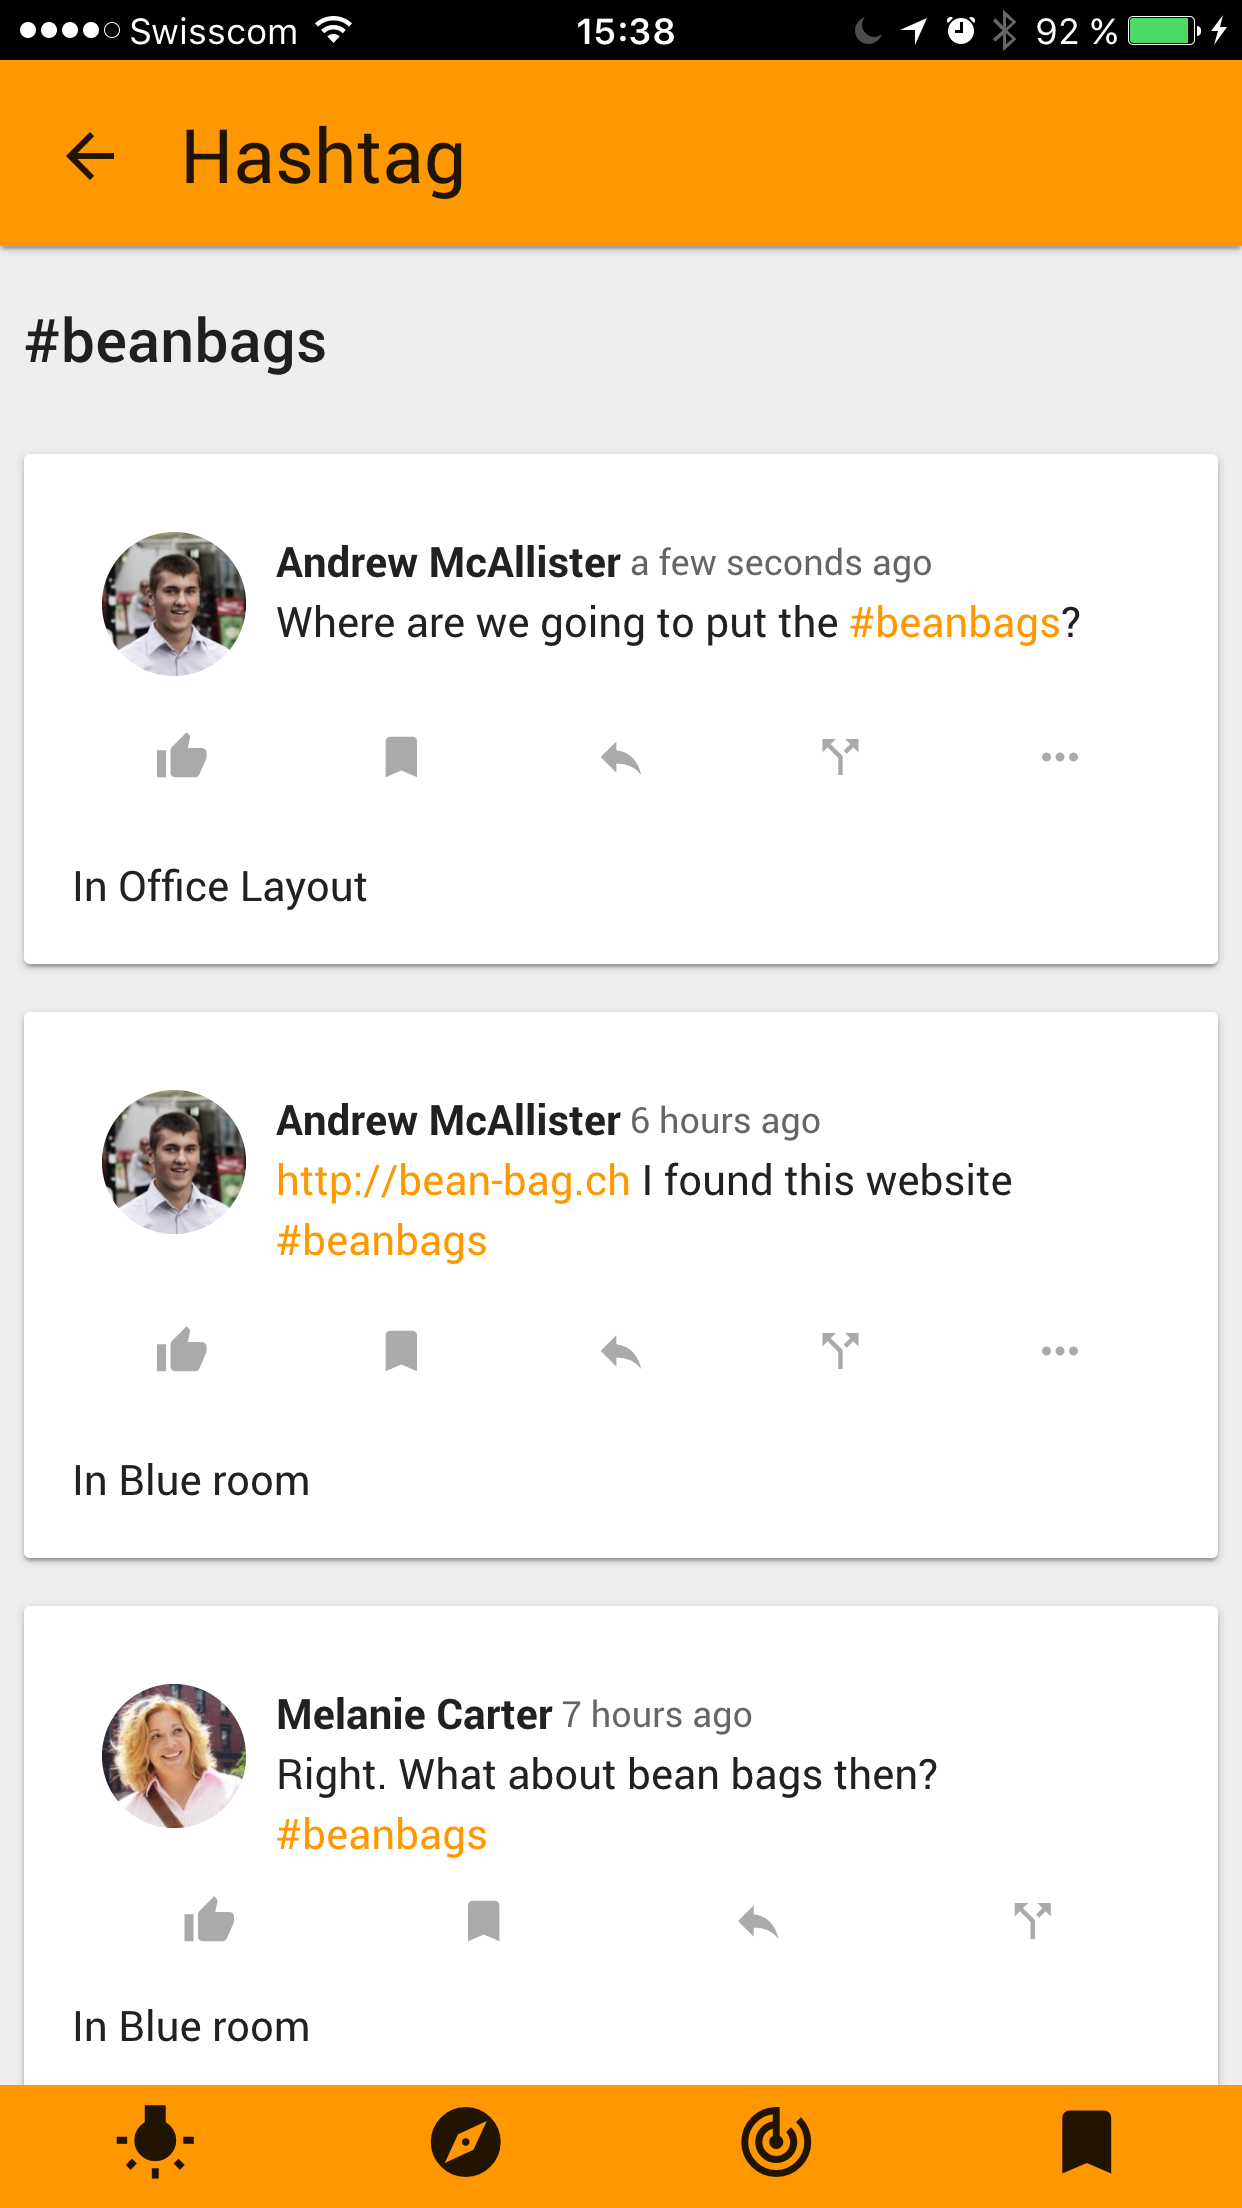 Swisscom 15:38 92 %
Hashtag
#beanbags
Andrew McAllister a few seconds ago
Where are we going to put the #beanbags?
In Office Layout
Andrew McAllister 6 hours ago
http://bean-bag.ch I found this website
#beanbags
In Blue room
Melanie Carter 7 hours ago
Right. What about bean bags then?
#beanbags
In Blue room